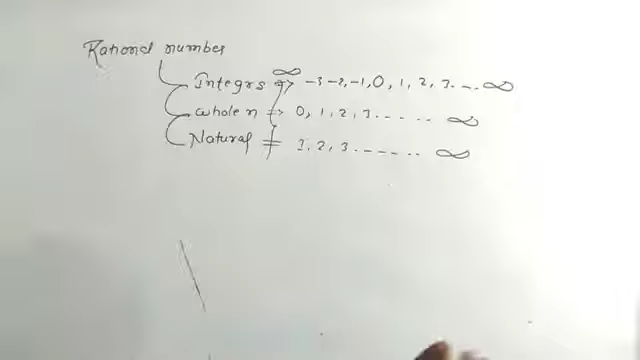 Rational number
Integrs => ∞ -3 -2, -1, 0, 1, 2, 3 . - . . ∞
whole n => 0, 1, 2, 3 . . . . . . ∞
Natural 1, 2, 3 . - - . . . ∞